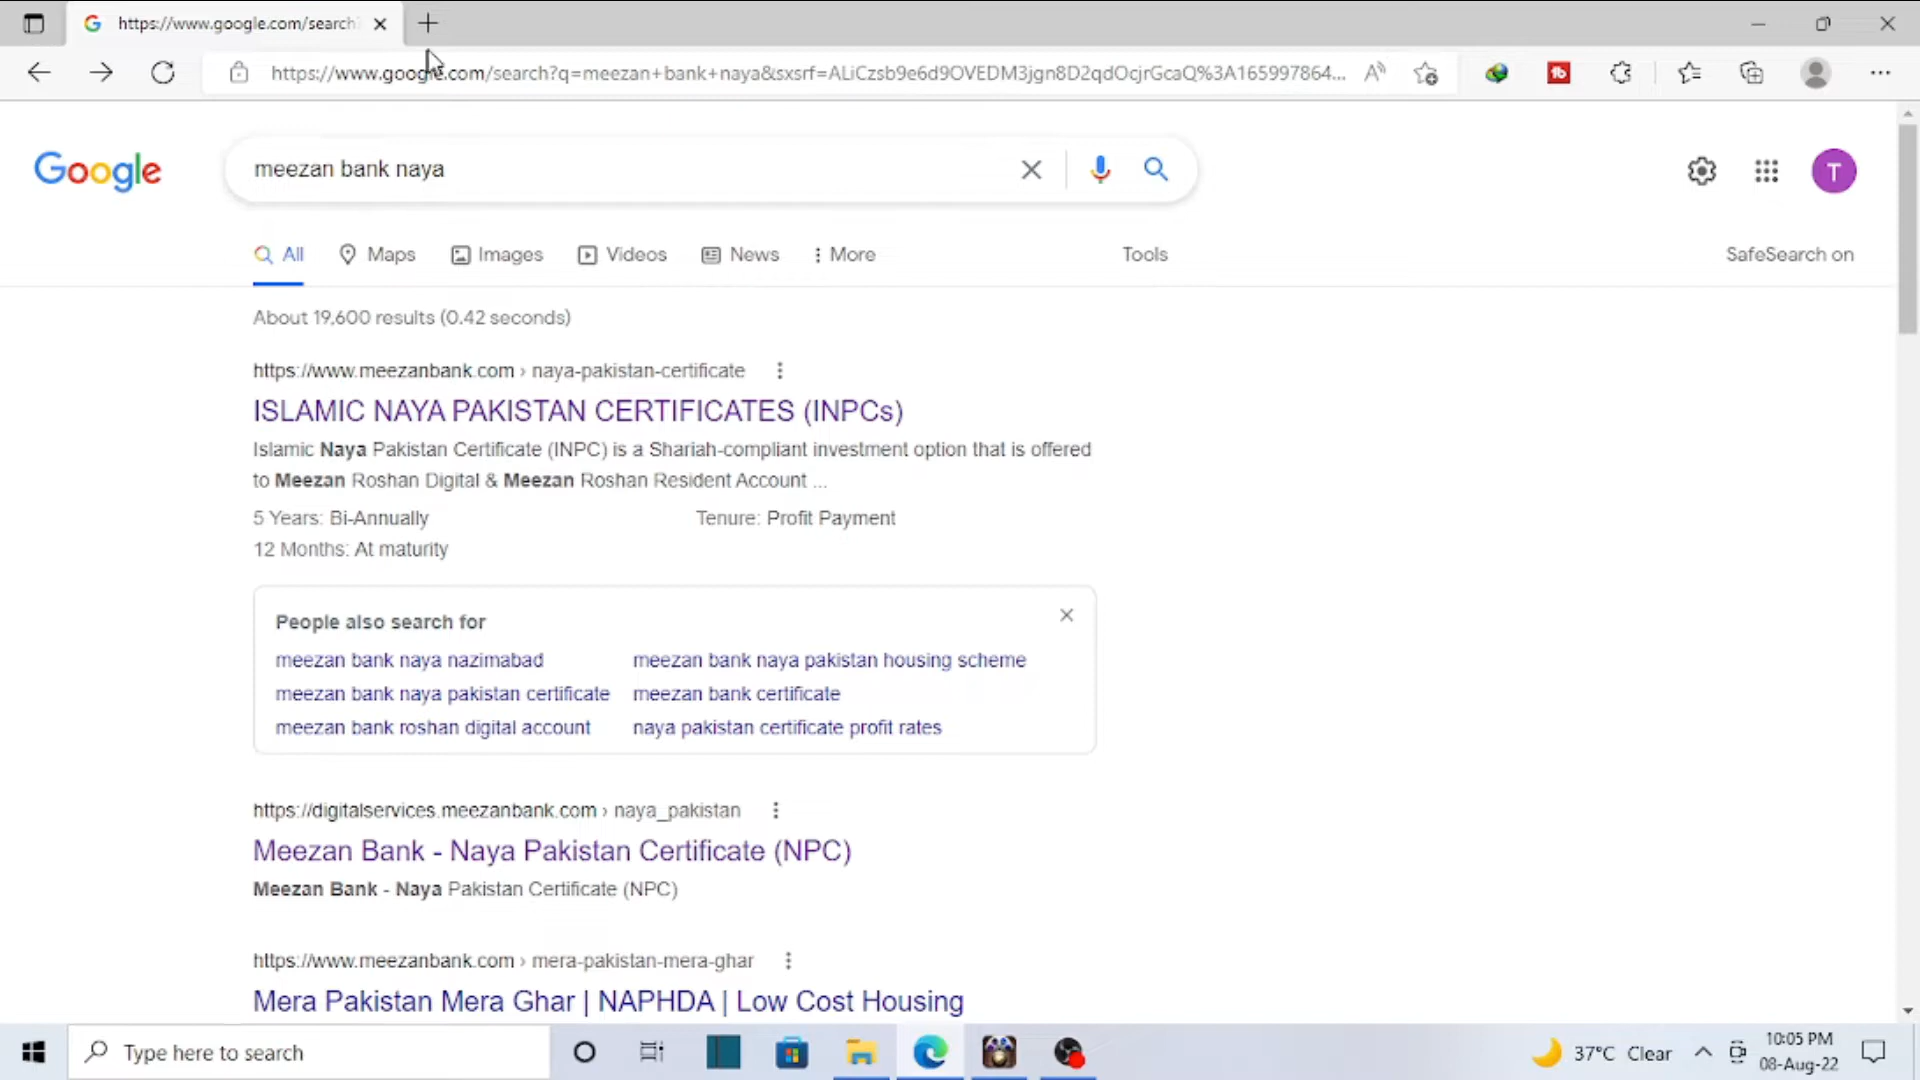 https://www.google.com/search
https://www.google.com/search?q=meezan+bank+naya&sxsrf=ALiCzsb9e6d9OVEDM3jgn8D2qdOcjrGcaQ%3A165997864...
Google
meezan bank naya
T
All
Maps
Images
Videos
News
More
Tools
SafeSearch on
About 19,600 results (0.42 seconds)
https://www.meezanbank.com › naya-pakistan-certificate
ISLAMIC NAYA PAKISTAN CERTIFICATES (INPCs)
Islamic Naya Pakistan Certificate (INPC) is a Shariah-compliant investment option that is offered
to Meezan Roshan Digital & Meezan Roshan Resident Account ...
5 Years: Bi-Annually
Tenure: Profit Payment
12 Months: At maturity
People also search for
meezan bank naya nazimabad
meezan bank naya pakistan housing scheme
meezan bank naya pakistan certificate
meezan bank certificate
meezan bank roshan digital account
naya pakistan certificate profit rates
https://digitalservices.meezanbank.com › naya_pakistan
Meezan Bank - Naya Pakistan Certificate (NPC)
Meezan Bank - Naya Pakistan Certificate (NPC)
https://www.meezanbank.com › mera-pakistan-mera-ghar
Mera Pakistan Mera Ghar | NAPHDA | Low Cost Housing
Type here to search
37°C Clear
10:05 PM
08-Aug-22